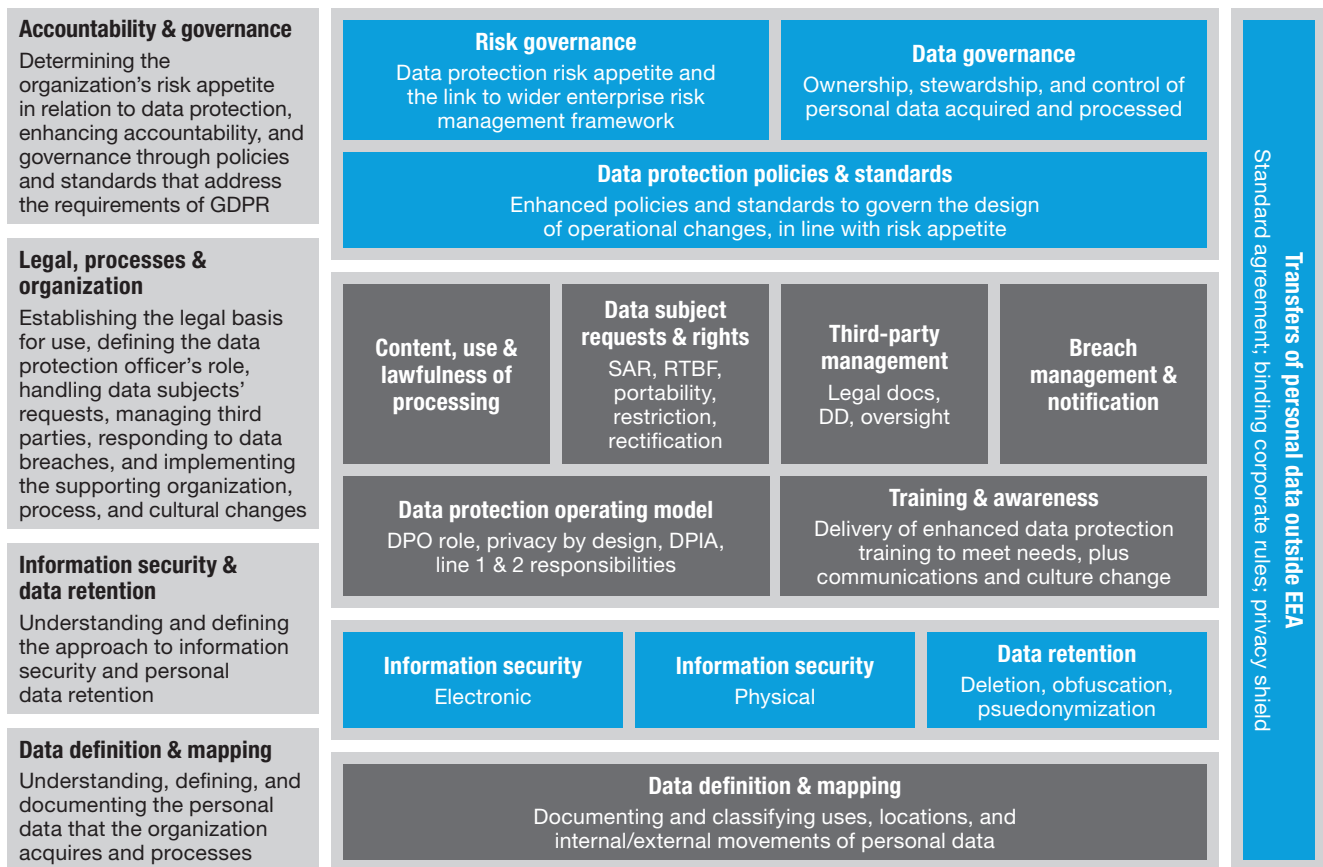 Accountability & governance
Determining the
organization's risk appetite
in relation to data protection,
enhancing accountability, and
governance through policies
and standards that address
the requirements of GDPR
Risk governance
Data protection risk appetite and
the link to wider enterprise risk
management framework
Data governance
Ownership, stewardship, and control of
personal data acquired and processed
Data protection policies & standards
Enhanced policies and standards to govern the design
of operational changes, in line with risk appetite
Legal, processes &
organization
Establishing the legal basis
for use, defining the data
protection officer's role,
handling data subjects'
requests, managing third
parties, responding to data
breaches, and implementing
the supporting organization,
process, and cultural changes
Content, use &
lawfulness of
processing
Data subject
requests & rights
SAR, RTBF,
portability,
restriction,
rectification
Third-party
management
Legal docs,
DD, oversight
Breach
management &
notification
Data protection operating model
DPO role, privacy by design, DPIA,
line 1 & 2 responsibilities
Training & awareness
Delivery of enhanced data protection
training to meet needs, plus
communications and culture change
Information security &
data retention
Understanding and defining
the approach to information
security and personal
data retention
Information security
Electronic
Information security
Physical
Data retention
Deletion, obfuscation,
psuedonymization
Data definition & mapping
Understanding, defining, and
documenting the personal
data that the organization
acquires and processes
Data definition & mapping
Documenting and classifying uses, locations, and
internal/external movements of personal data
Transfers of personal data outside EEA
Standard agreement; binding corporate rules; privacy shield